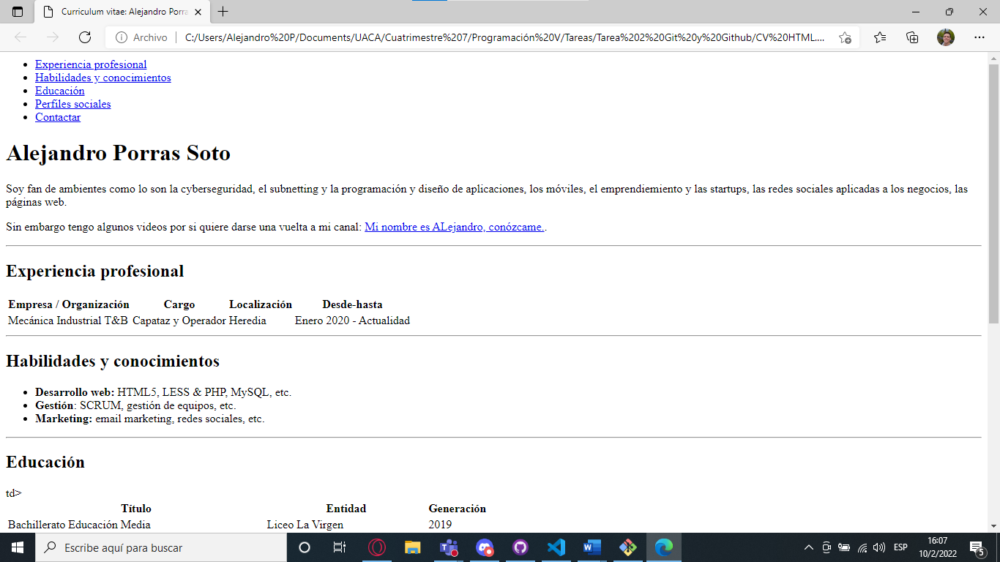 Curriculum vitae: Alejandro Porra
Archivo
C:/Users/Alejandro%20P/Documents/UACA/Cuatrimestre%207/Programación%20V/Tareas/Tarea%202%20Git%20y%20Github/CV%20HTML....
Experiencia profesional
Habilidades y conocimientos
Educación
Perfiles sociales
Contactar
Alejandro Porras Soto
Soy fan de ambientes como lo son la cyberseguridad, el subnetting y la programación y diseño de aplicaciones, los móviles, el emprendiemiento y las startups, las redes sociales aplicadas a los negocios, las
páginas web.
Sin embargo tengo algunos videos por si quiere darse una vuelta a mi canal: Mi nombre es ALejandro, conózcame..
Experiencia profesional
Empresa / Organización Cargo Localización Desde-hasta
Mecánica Industrial T&B Capataz y Operador Heredia Enero 2020 - Actualidad
Habilidades y conocimientos
Desarrollo web: HTML5, LESS & PHP, MySQL, etc.
Gestión: SCRUM, gestión de equipos, etc.
Marketing: email marketing, redes sociales, etc.
Educación
td>
Título Entidad Generación
Bachillerato Educación Media Liceo La Virgen 2019
Escribe aquí para buscar
ESP
16:07
10/2/2022
5